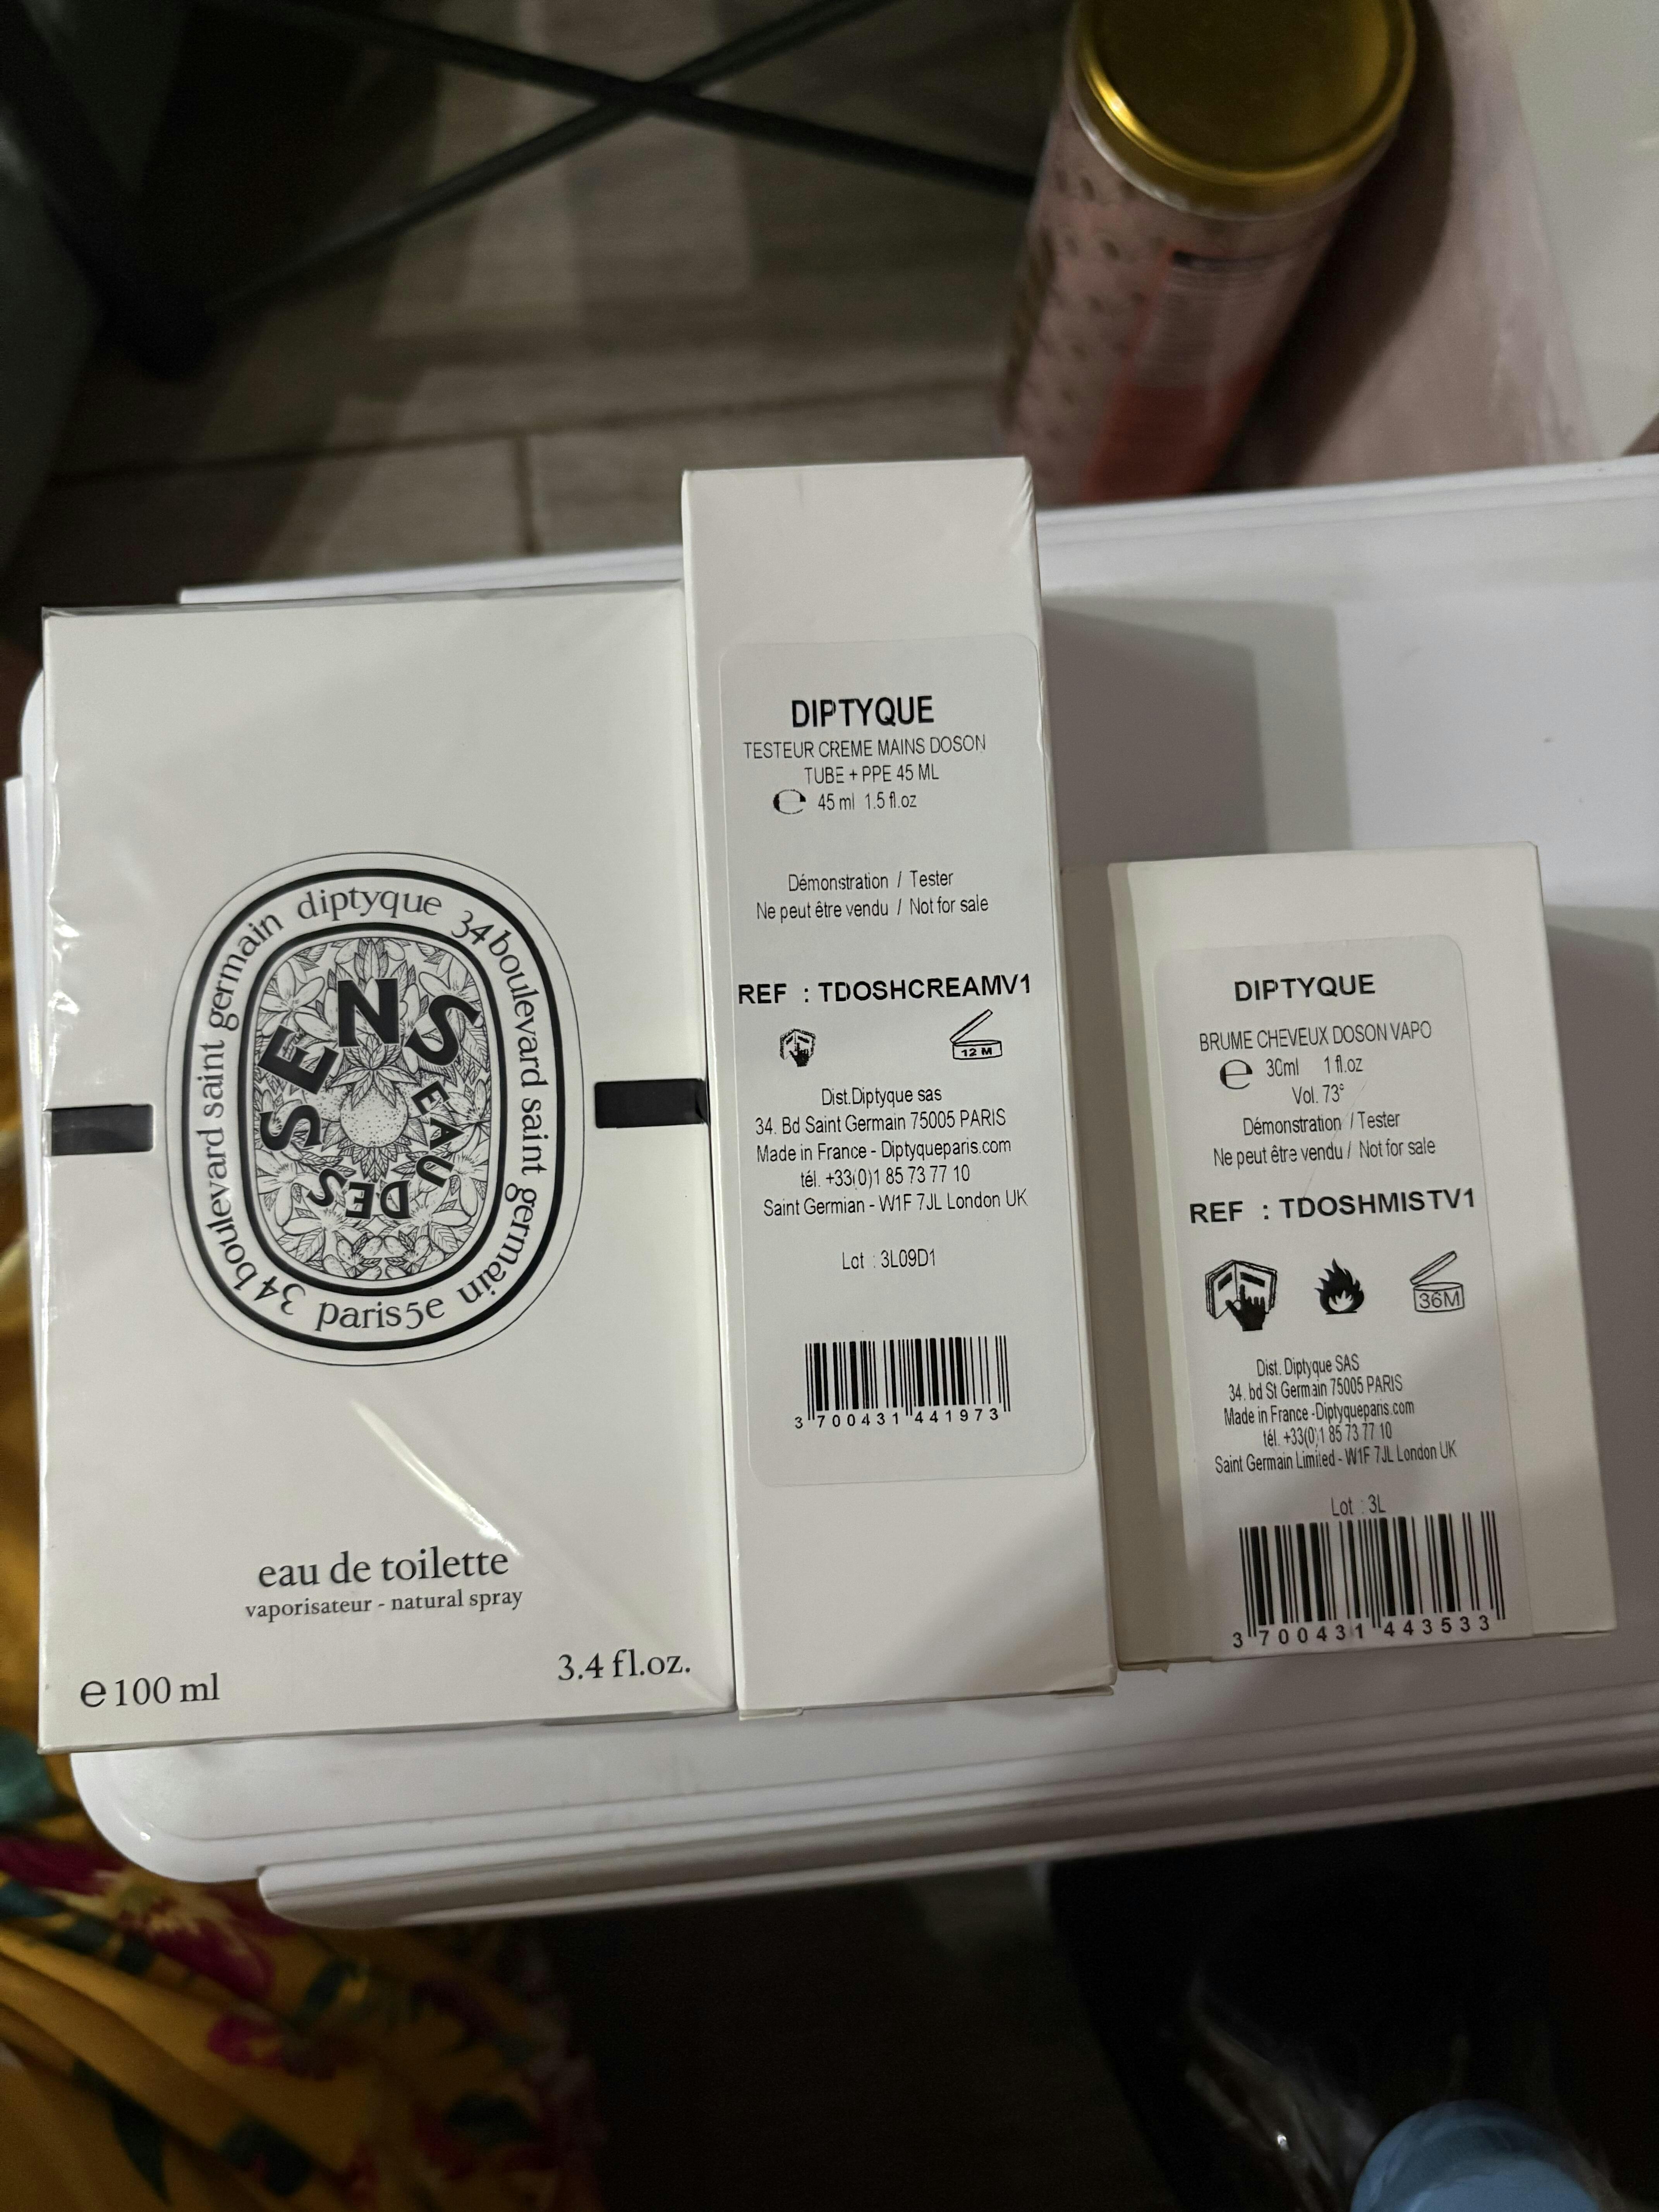 diptyque 34 boulevard saint germain paris5e 34 boulevard saint germain
EAU DES SENS
eau de toilette
vaporisateur - natural spray
e 100 ml
3.4 fl.oz.
DIPTYQUE
TESTEUR CREME MAINS DOSON
TUBE + PPE 45 ML
e 45 ml 1.5 fl.oz
Démonstration / Tester
Ne peut être vendu / Not for sale
REF : TDOSHCREAMV1
12 M
Dist.Diptyque sas
34. Bd Saint Germain 75005 PARIS
Made in France - Diptyqueparis.com
tél. +33(0)1 85 73 77 10
Saint Germian - W1F 7JL London UK
Lot : 3L09D1
3 700431 441973
DIPTYQUE
BRUME CHEVEUX DOSON VAPO
e 30ml 1 fl.oz
Vol. 73°
Démonstration / Tester
Ne peut être vendu / Not for sale
REF : TDOSHMISTV1
36M
Dist. Diptyque SAS
34. bd St Germain 75005 PARIS
Made in France -Diptyqueparis.com
tél. +33(0)1 85 73 77 10
Saint Germain Limited - W1F 7JL London UK
Lot : 3L
3 700431 443533